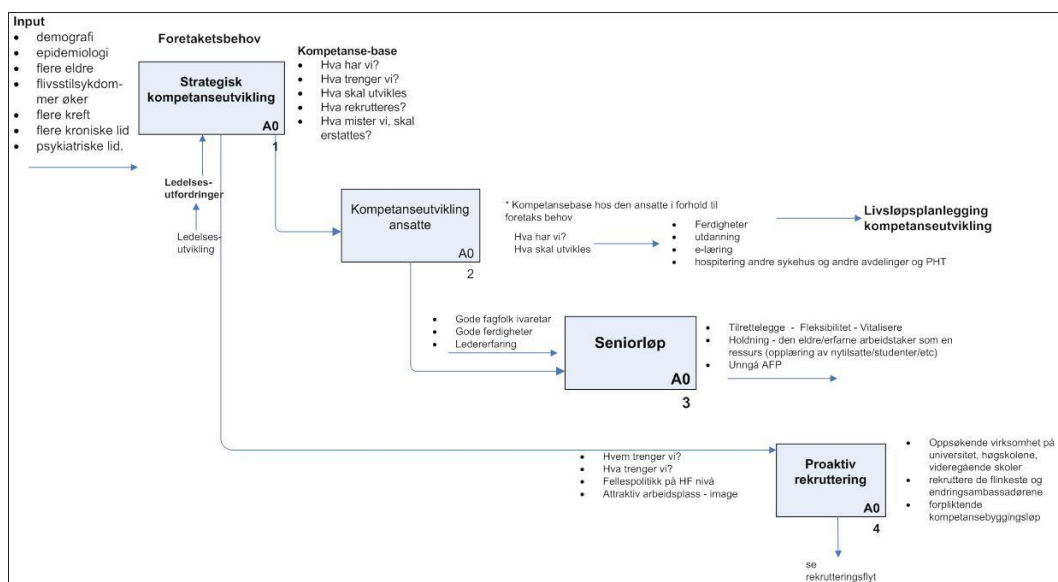 Input
• demografi
• epidemiologi
• flere eldre
• flivsstilsykdom-
mer øker
• flere kreft
• flere kroniske lid
• psykiatriske lid.
Foretaketsbehov
Strategisk
kompetanseutvikling
A0
1
Kompetanse-base
• Hva har vi?
• Hva trenger vi?
• Hva skal utvikles
• Hva rekrutteres?
• Hva mister vi, skal
erstattes?
Ledelses-
utfordringer
Ledelses-
utvikling
Kompetanseutvikling
ansatte
A0
2
* Kompetansebase hos den ansatte i forhold til
foretaks behov
Hva har vi?
Hva skal utvikles
• Ferdigheter
• utdanning
• e-læring
• hospitering andre sykehus og andre avdelinger og PHT
Livsløpsplanlegging
kompetanseutvikling
• Gode fagfolk ivaretar
• Gode ferdigheter
• Ledererfaring
Seniorløp
A0
3
• Tilrettelegge - Fleksibilitet - Vitalisere
• Holdning - den eldre/erfarne arbeidstaker som en
ressurs (opplæring av nytilsatte/studenter/etc)
• Unngå AFP
• Hvem trenger vi?
• Hva trenger vi?
• Fellespolitikk på HF nivå
• Attraktiv arbeidsplass - image
Proaktiv
rekruttering
A0
4
• Oppsøkende virksomhet på
universitet, høgskolene,
videregående skoler
• rekruttere de flinkeste og
endringsambassadørene
• forpliktende
kompetansebyggingsløp
se
rekrutteringsflyt